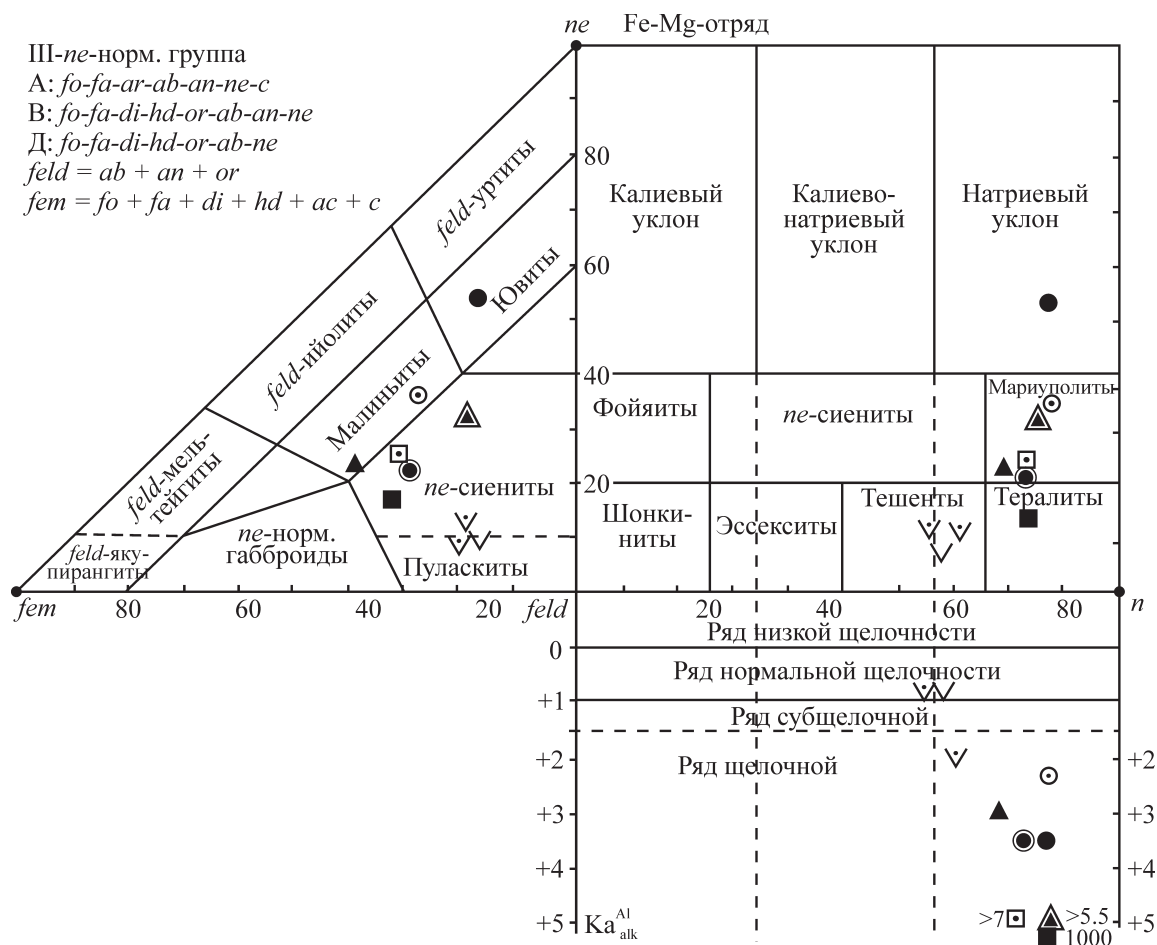 ne Fe-Mg-отряд
III-ne-норм. группа
А: fo-fa-ar-ab-an-ne-c
В: fo-fa-di-hd-or-ab-an-ne
Д: fo-fa-di-hd-or-ab-ne
feld = ab + an + or
fem = fo + fa + di + hd + ac + c
feld-уртиты
80
Калиевый
уклон
Калиево-
натриевый
уклон
Натриевый
уклон
60
Ювиты
feld-ийолиты
Малиньиты
40
Фойяиты
ne-сиениты
Мариуполиты
feld-мель-
тейгиты
ne-сиениты
20
Шонки-
ниты
Эссекситы
Тешенты
Тералиты
feld-яку-
пирангиты
ne-норм.
габброиды
Пуласкиты
fem 80 60 40 20 feld 20 40 60 80 n
Ряд низкой щелочности
0
Ряд нормальной щелочности
+1
Ряд субщелочной
+2 Ряд щелочной +2
+3 +3
+4 +4
+5 Ka Al alk >7 >5.5 +5
1000